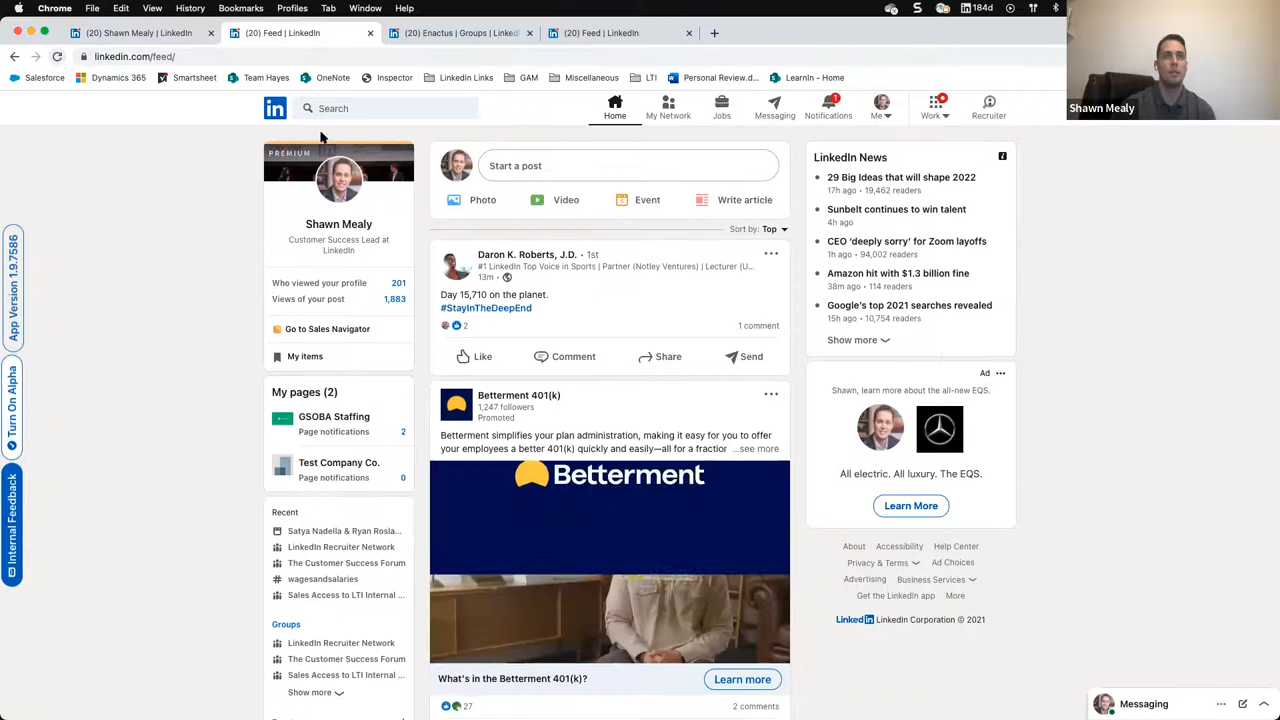 Chrome File Edit View History Bookmarks Profiles Tab Window Help
184d
(20) Shawn Mealy | LinkedIn
(20) Feed | LinkedIn
(20) Enactus | Groups | Linked
(20) Feed | LinkedIn
linkedin.com/feed/
Salesforce
Dynamics 365
Smartsheet
Team Hayes
OneNote
Inspector
Linkedin Links
GAM
Miscellaneous
LTI
Personal Review.d...
LearnIn - Home
Shawn Mealy
in
Search
Home
My Network
Jobs
Messaging
1
Notifications
Me
Work
Recruiter
App Version 1.9.7586
Turn On Alpha
Internal Feedback
PREMIUM
Shawn Mealy
Customer Success Lead at
LinkedIn
Who viewed your profile 201
Views of your post 1,883
Go to Sales Navigator
My items
My pages (2)
GSOBA Staffing
Page notifications 2
Test Company Co.
Page notifications 0
Recent
Satya Nadella & Ryan Rosla...
LinkedIn Recruiter Network
The Customer Success Forum
# wagesandsalaries
Sales Access to LTI Internal ...
Groups
LinkedIn Recruiter Network
The Customer Success Forum
Sales Access to LTI Internal ...
Show more
Start a post
Photo
Video
Event
Write article
Sort by: Top
Daron K. Roberts, J.D. • 1st
#1 LinkedIn Top Voice in Sports | Partner (Notley Ventures) | Lecturer (U...
13m •
Day 15,710 on the planet.
#StayInTheDeepEnd
2
1 comment
Like
Comment
Share
Send
Betterment 401(k)
1,247 followers
Promoted
Betterment simplifies your plan administration, making it easy for you to offer
your employees a better 401(k) quickly and easily—all for a fraction ...see more
Betterment
What's in the Betterment 401(k)?
Learn more
27
2 comments
LinkedIn News
29 Big Ideas that will shape 2022
17h ago • 19,462 readers
Sunbelt continues to win talent
4h ago
CEO ‘deeply sorry’ for Zoom layoffs
1h ago • 94,002 readers
Amazon hit with $1.3 billion fine
38m ago • 114 readers
Google's top 2021 searches revealed
15h ago • 10,754 readers
Show more
Ad
Shawn, learn more about the all-new EQS.
All electric. All luxury. The EQS.
Learn More
About Accessibility Help Center
Privacy & Terms Ad Choices
Advertising Business Services
Get the LinkedIn app More
LinkedIn LinkedIn Corporation © 2021
Messaging